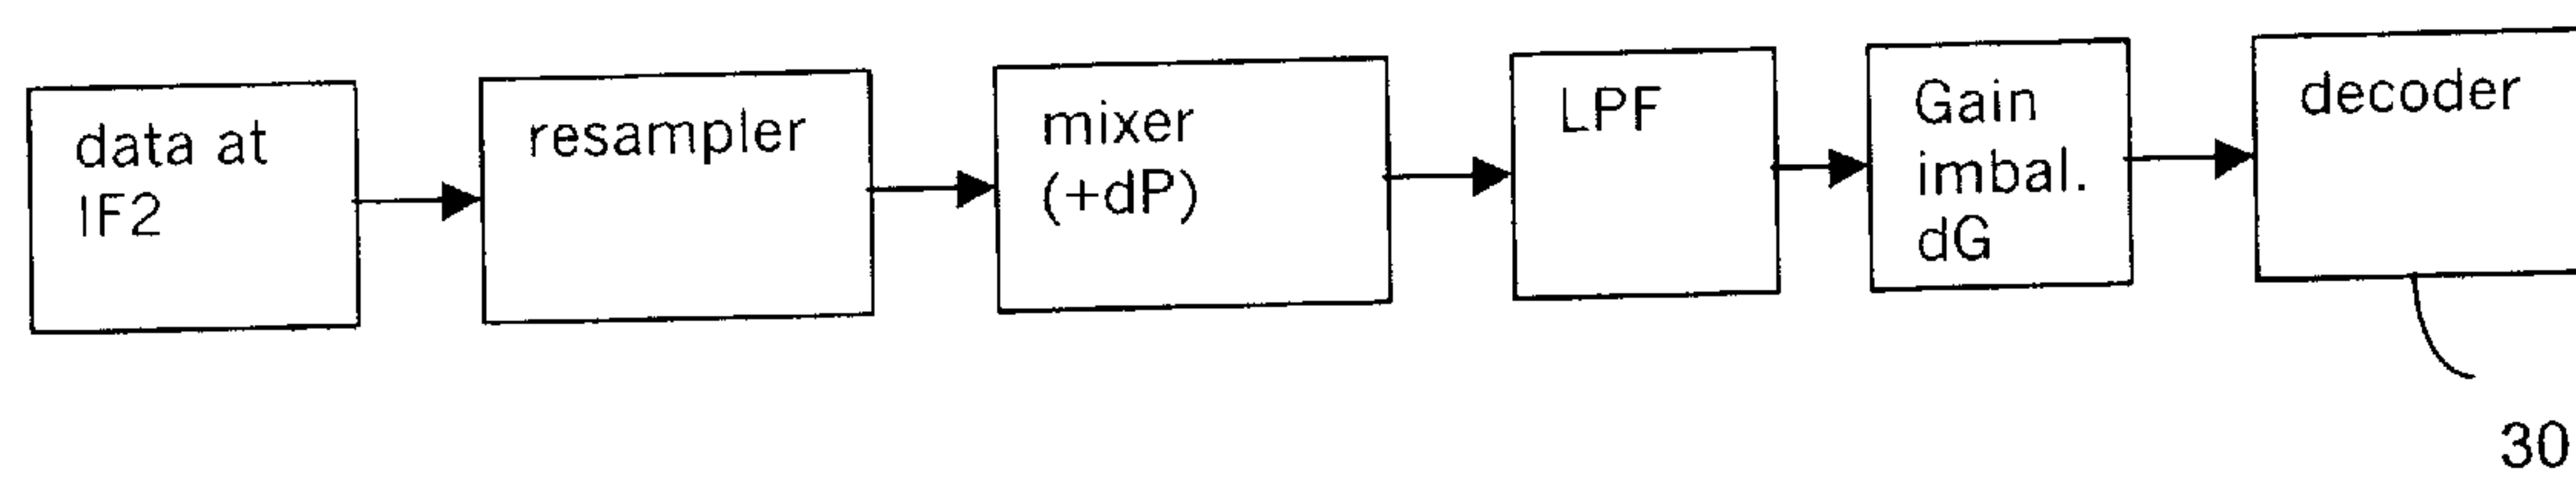 data at
IF2
resampler
mixer
(+dP)
LPF
Gain
imbal.
dG
decoder
30